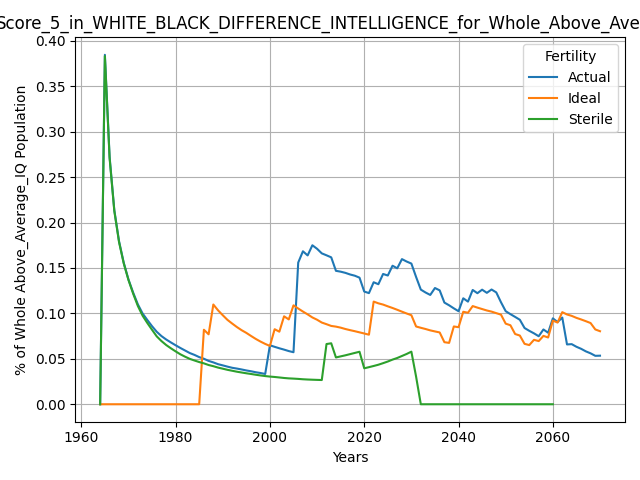 Score_5_in_WHITE_BLACK_DIFFERENCE_INTELLIGENCE_for_Whole_Above_Ave
% of Whole Above_Average_IQ Population
0.40
0.35
0.30
0.25
0.20
0.15
0.10
0.05
0.00
Fertility
Actual
Ideal
Sterile
1960
1980
2000
2020
2040
2060
Years